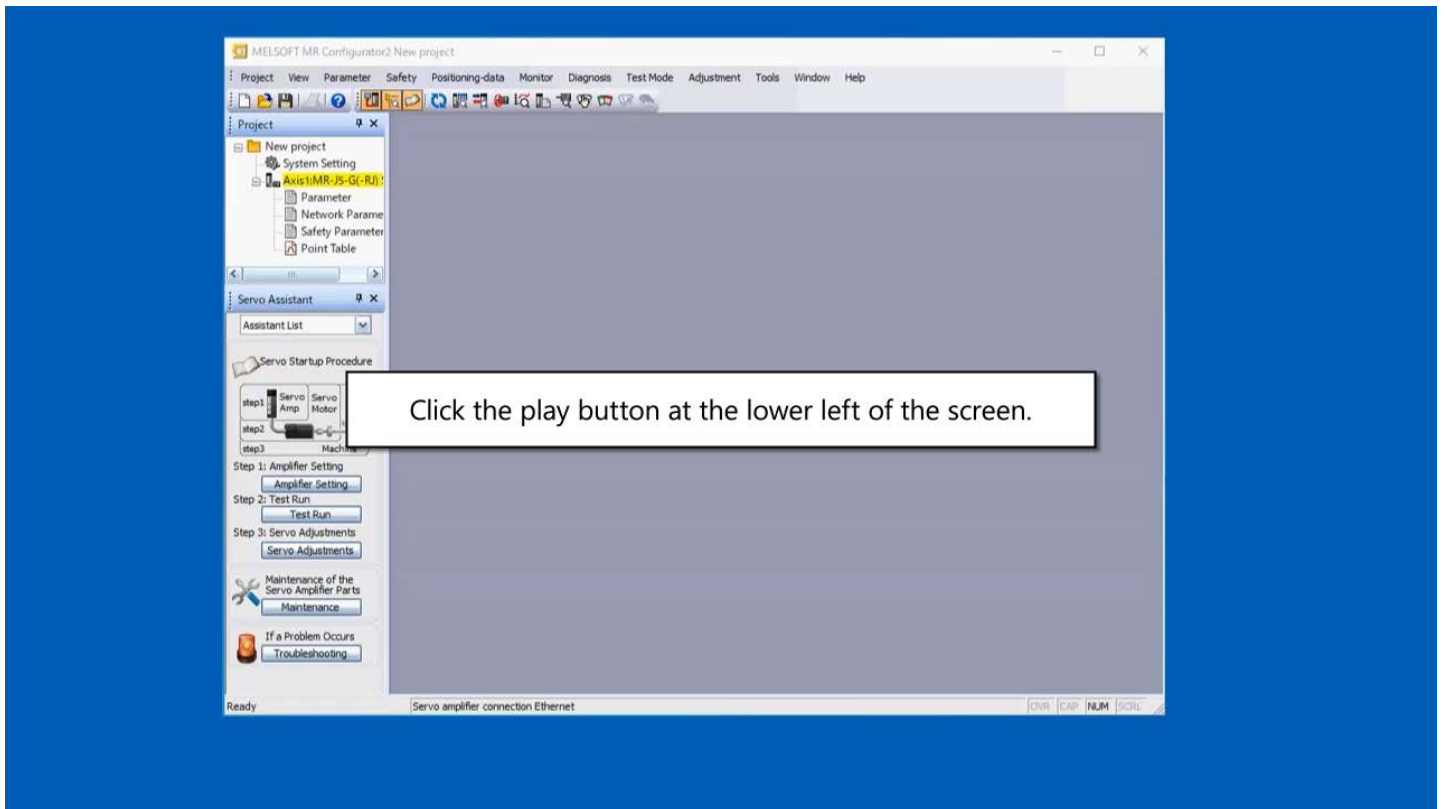 MELSOFT MR Configurator2 New project
Project View Parameter Safety Positioning-data Monitor Diagnosis Test Mode Adjustment Tools Window Help
Project
New project
System Setting
Axis1:MR-J5-G(-RJ)
Parameter
Network Parame
Safety Parameter
Point Table
Servo Assistant
Assistant List
Servo Startup Procedure
step1 Servo Amp Servo Motor
step2
step3 Machine
Click the play button at the lower left of the screen.
Step 1: Amplifier Setting
Amplifier Setting
Step 2: Test Run
Test Run
Step 3: Servo Adjustments
Servo Adjustments
Maintenance of the
Servo Amplifier Parts
Maintenance
If a Problem Occurs
Troubleshooting
Ready Servo amplifier connection Ethernet OVR CAP NUM SCRL